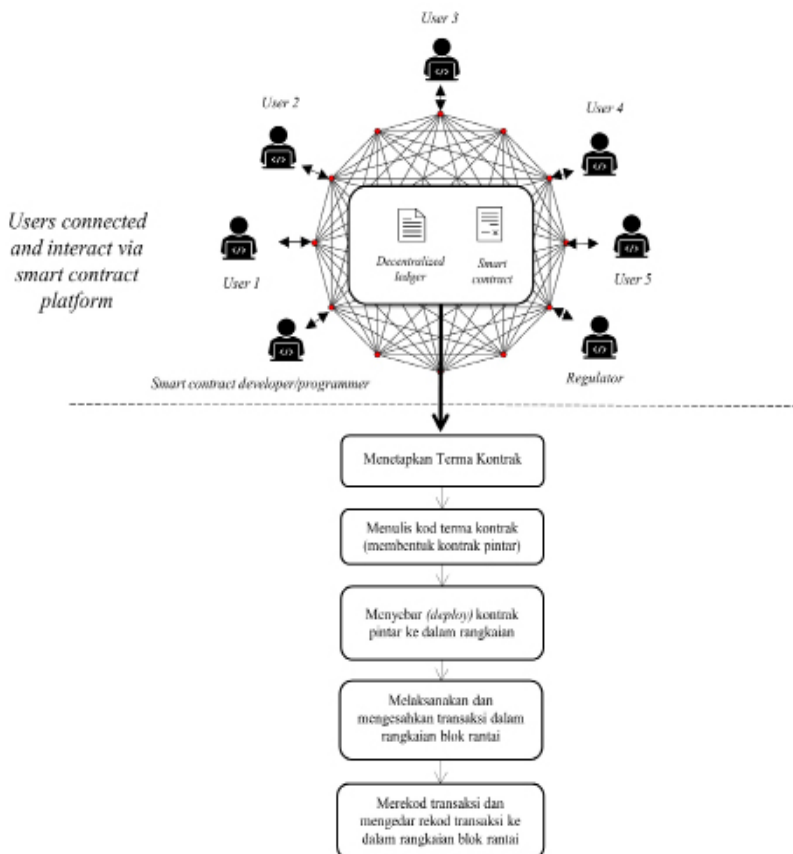 User 3
User 2
User 4
Users connected
and interact via
smart contract
platform
Decentralized
ledger
Smart
contract
User 1
User 5
Smart contract developer/programmer
Regulator
Menetapkan Terma Kontrak
Menulis kod terma kontrak
(membentuk kontrak pintar)
Menyebar (deploy) kontrak
pintar ke dalam rangkaian
Melaksanakan dan
mengesahkan transaksi dalam
rangkaian blok rantai
Merekod transaksi dan
mengedar rekod transaksi ke
dalam rangkaian blok rantai